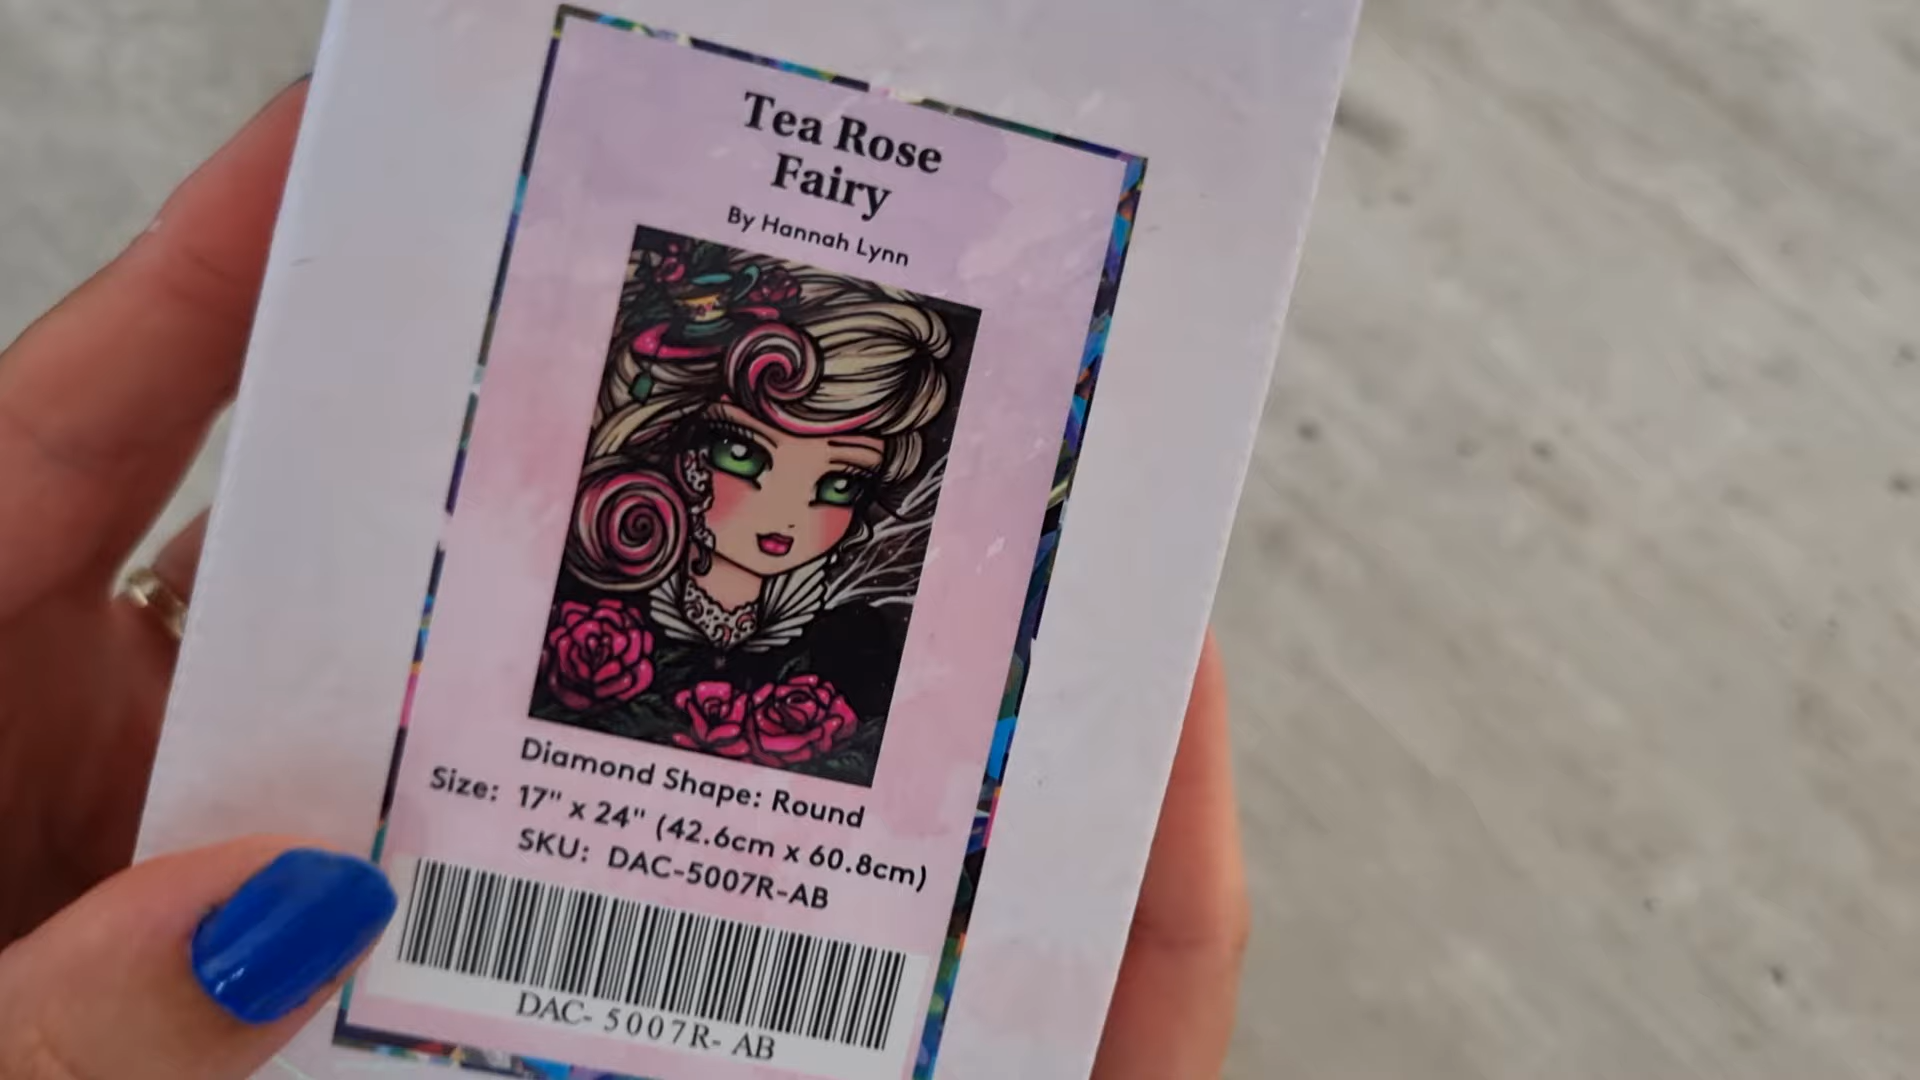 Tea Rose
Fairy
By Hannah Lynn
Diamond Shape: Round
Size: 17" x 24" (42.6cm x 60.8cm)
SKU: DAC-5007R-AB
DAC- 5007R- AB